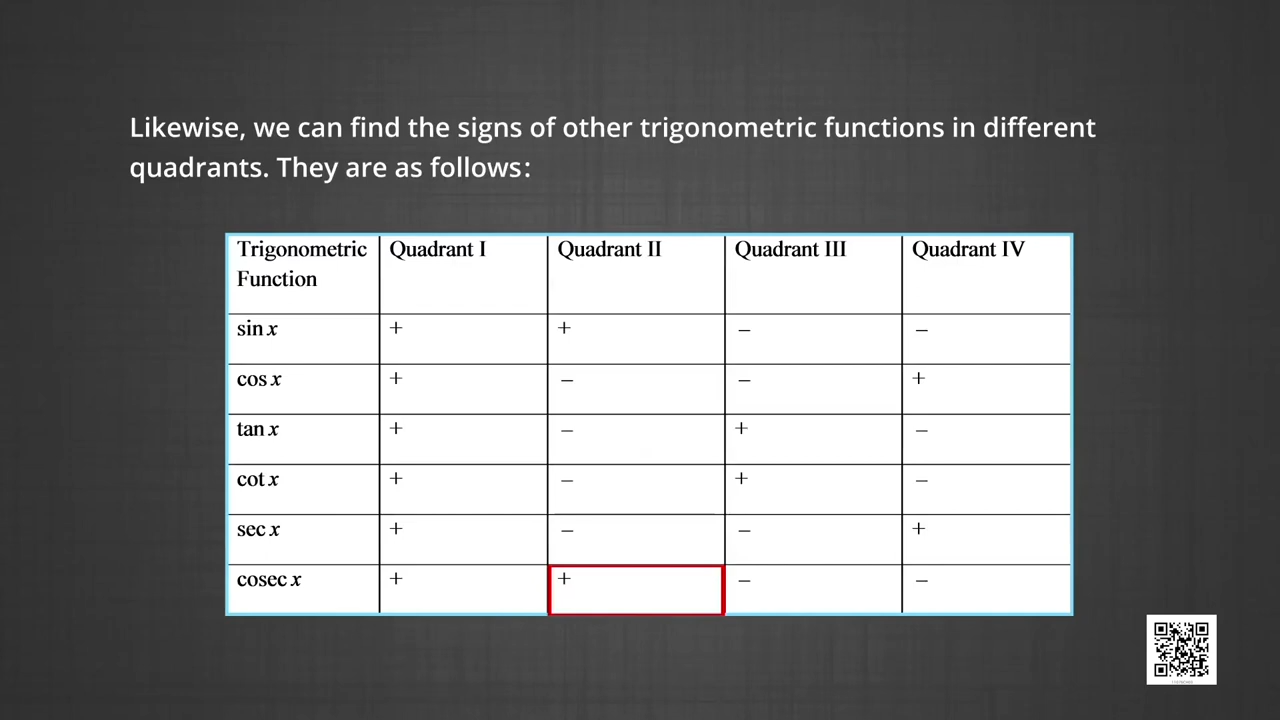 Likewise, we can find the signs of other trigonometric functions in different
quadrants. They are as follows:
Trigonometric Function Quadrant I Quadrant II Quadrant III Quadrant IV
sin x + + – –
cos x + – – +
tan x + – + –
cot x + – + –
sec x + – – +
cosec x + + – –